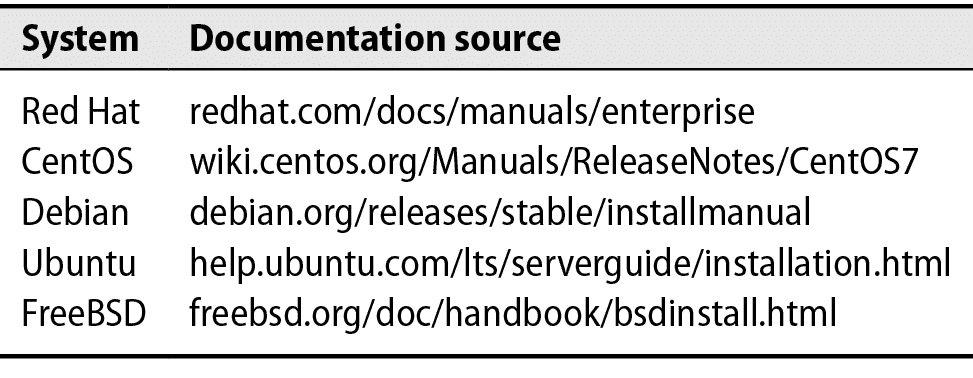 System Documentation source
Red Hat redhat.com/docs/manuals/enterprise
CentOS wiki.centos.org/Manuals/ReleaseNotes/CentOS7
Debian debian.org/releases/stable/installmanual
Ubuntu help.ubuntu.com/lts/serverguide/installation.html
FreeBSD freebsd.org/doc/handbook/bsdinstall.html